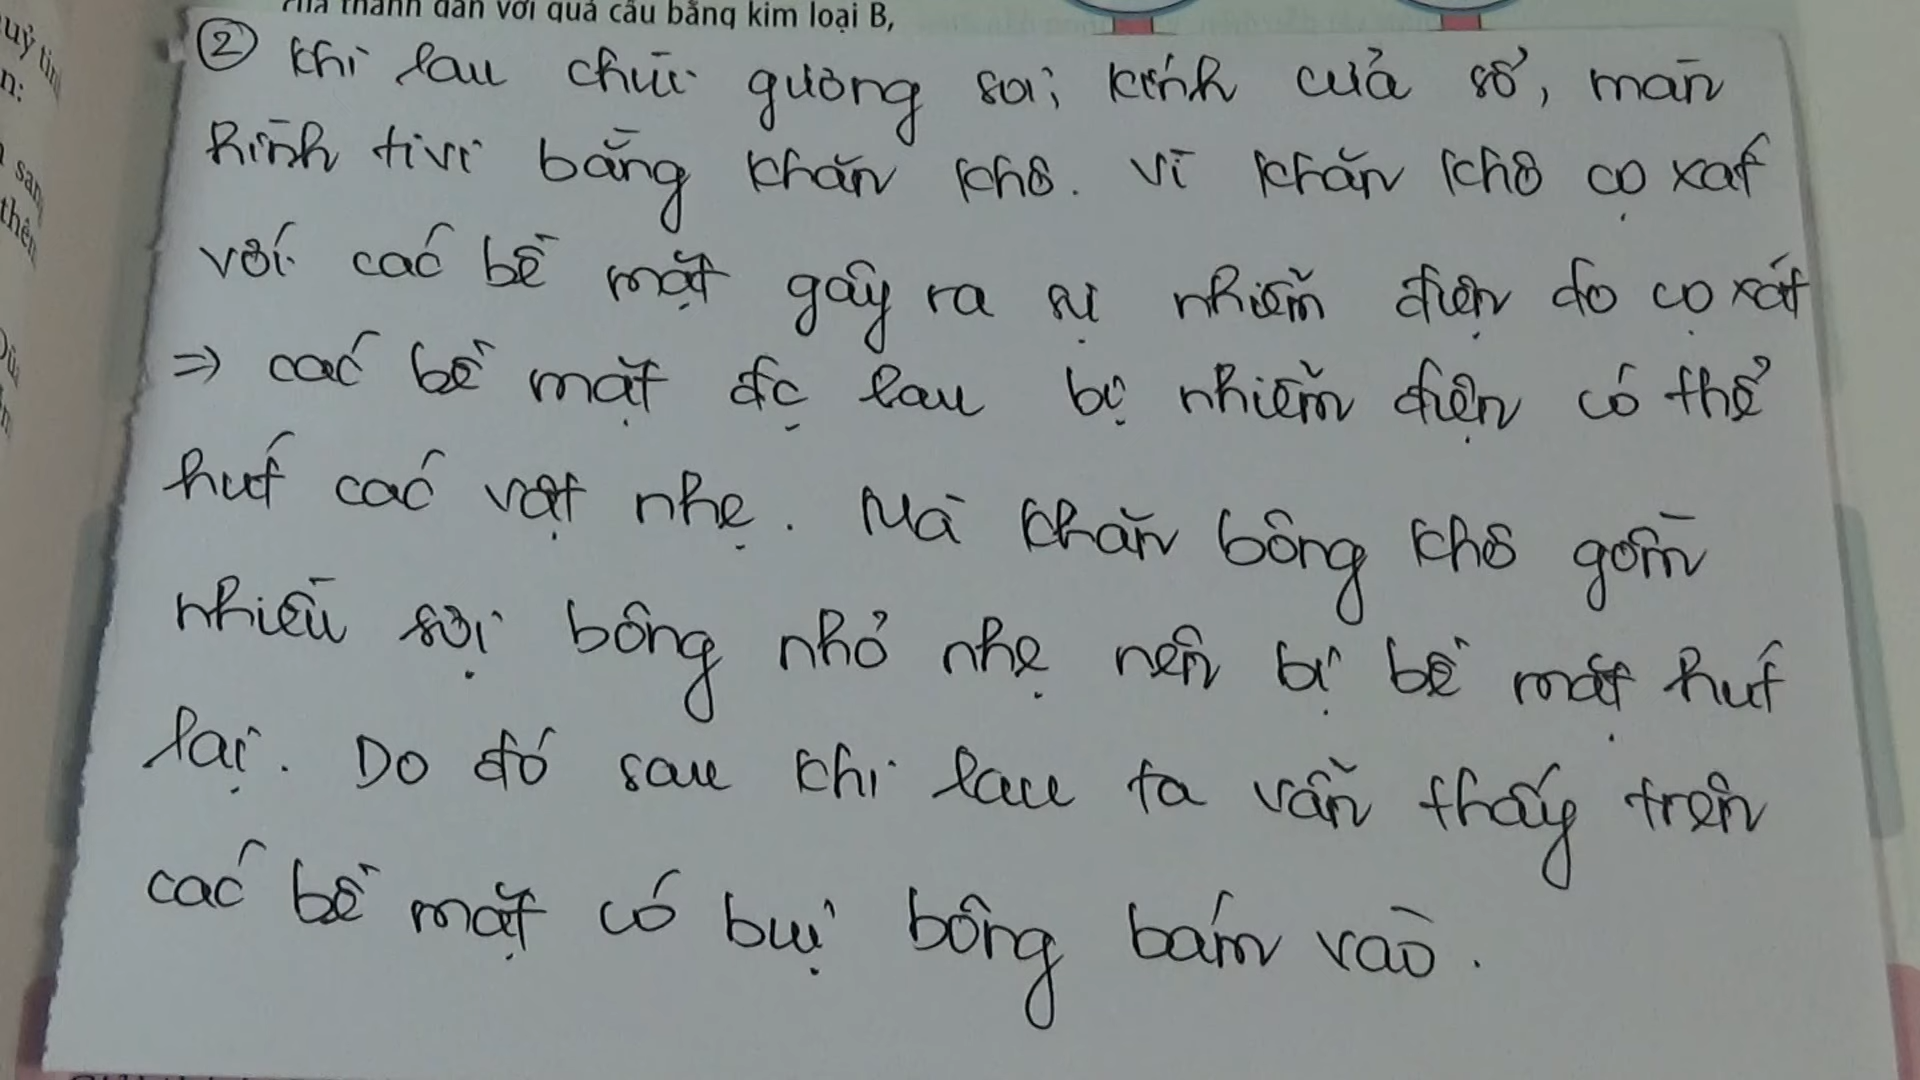 thanh dẫn với quả cầu bằng kim loại B,
② Khi lau chùi gương soi, kính cửa sổ, màn
hình tivi bằng khăn khô. Vì khăn khô cọ xát
với các bề mặt gây ra sự nhiễm điện do cọ xát
=> các bề mặt đc lau bị nhiễm điện có thể
hút các vật nhẹ. Mà khăn bông khô gồm
nhiều sợi bông nhỏ nhẹ nên bị bề mặt hút
lại. Do đó sau khi lau ta vẫn thấy trên
các bề mặt có bụi bông bám vào.